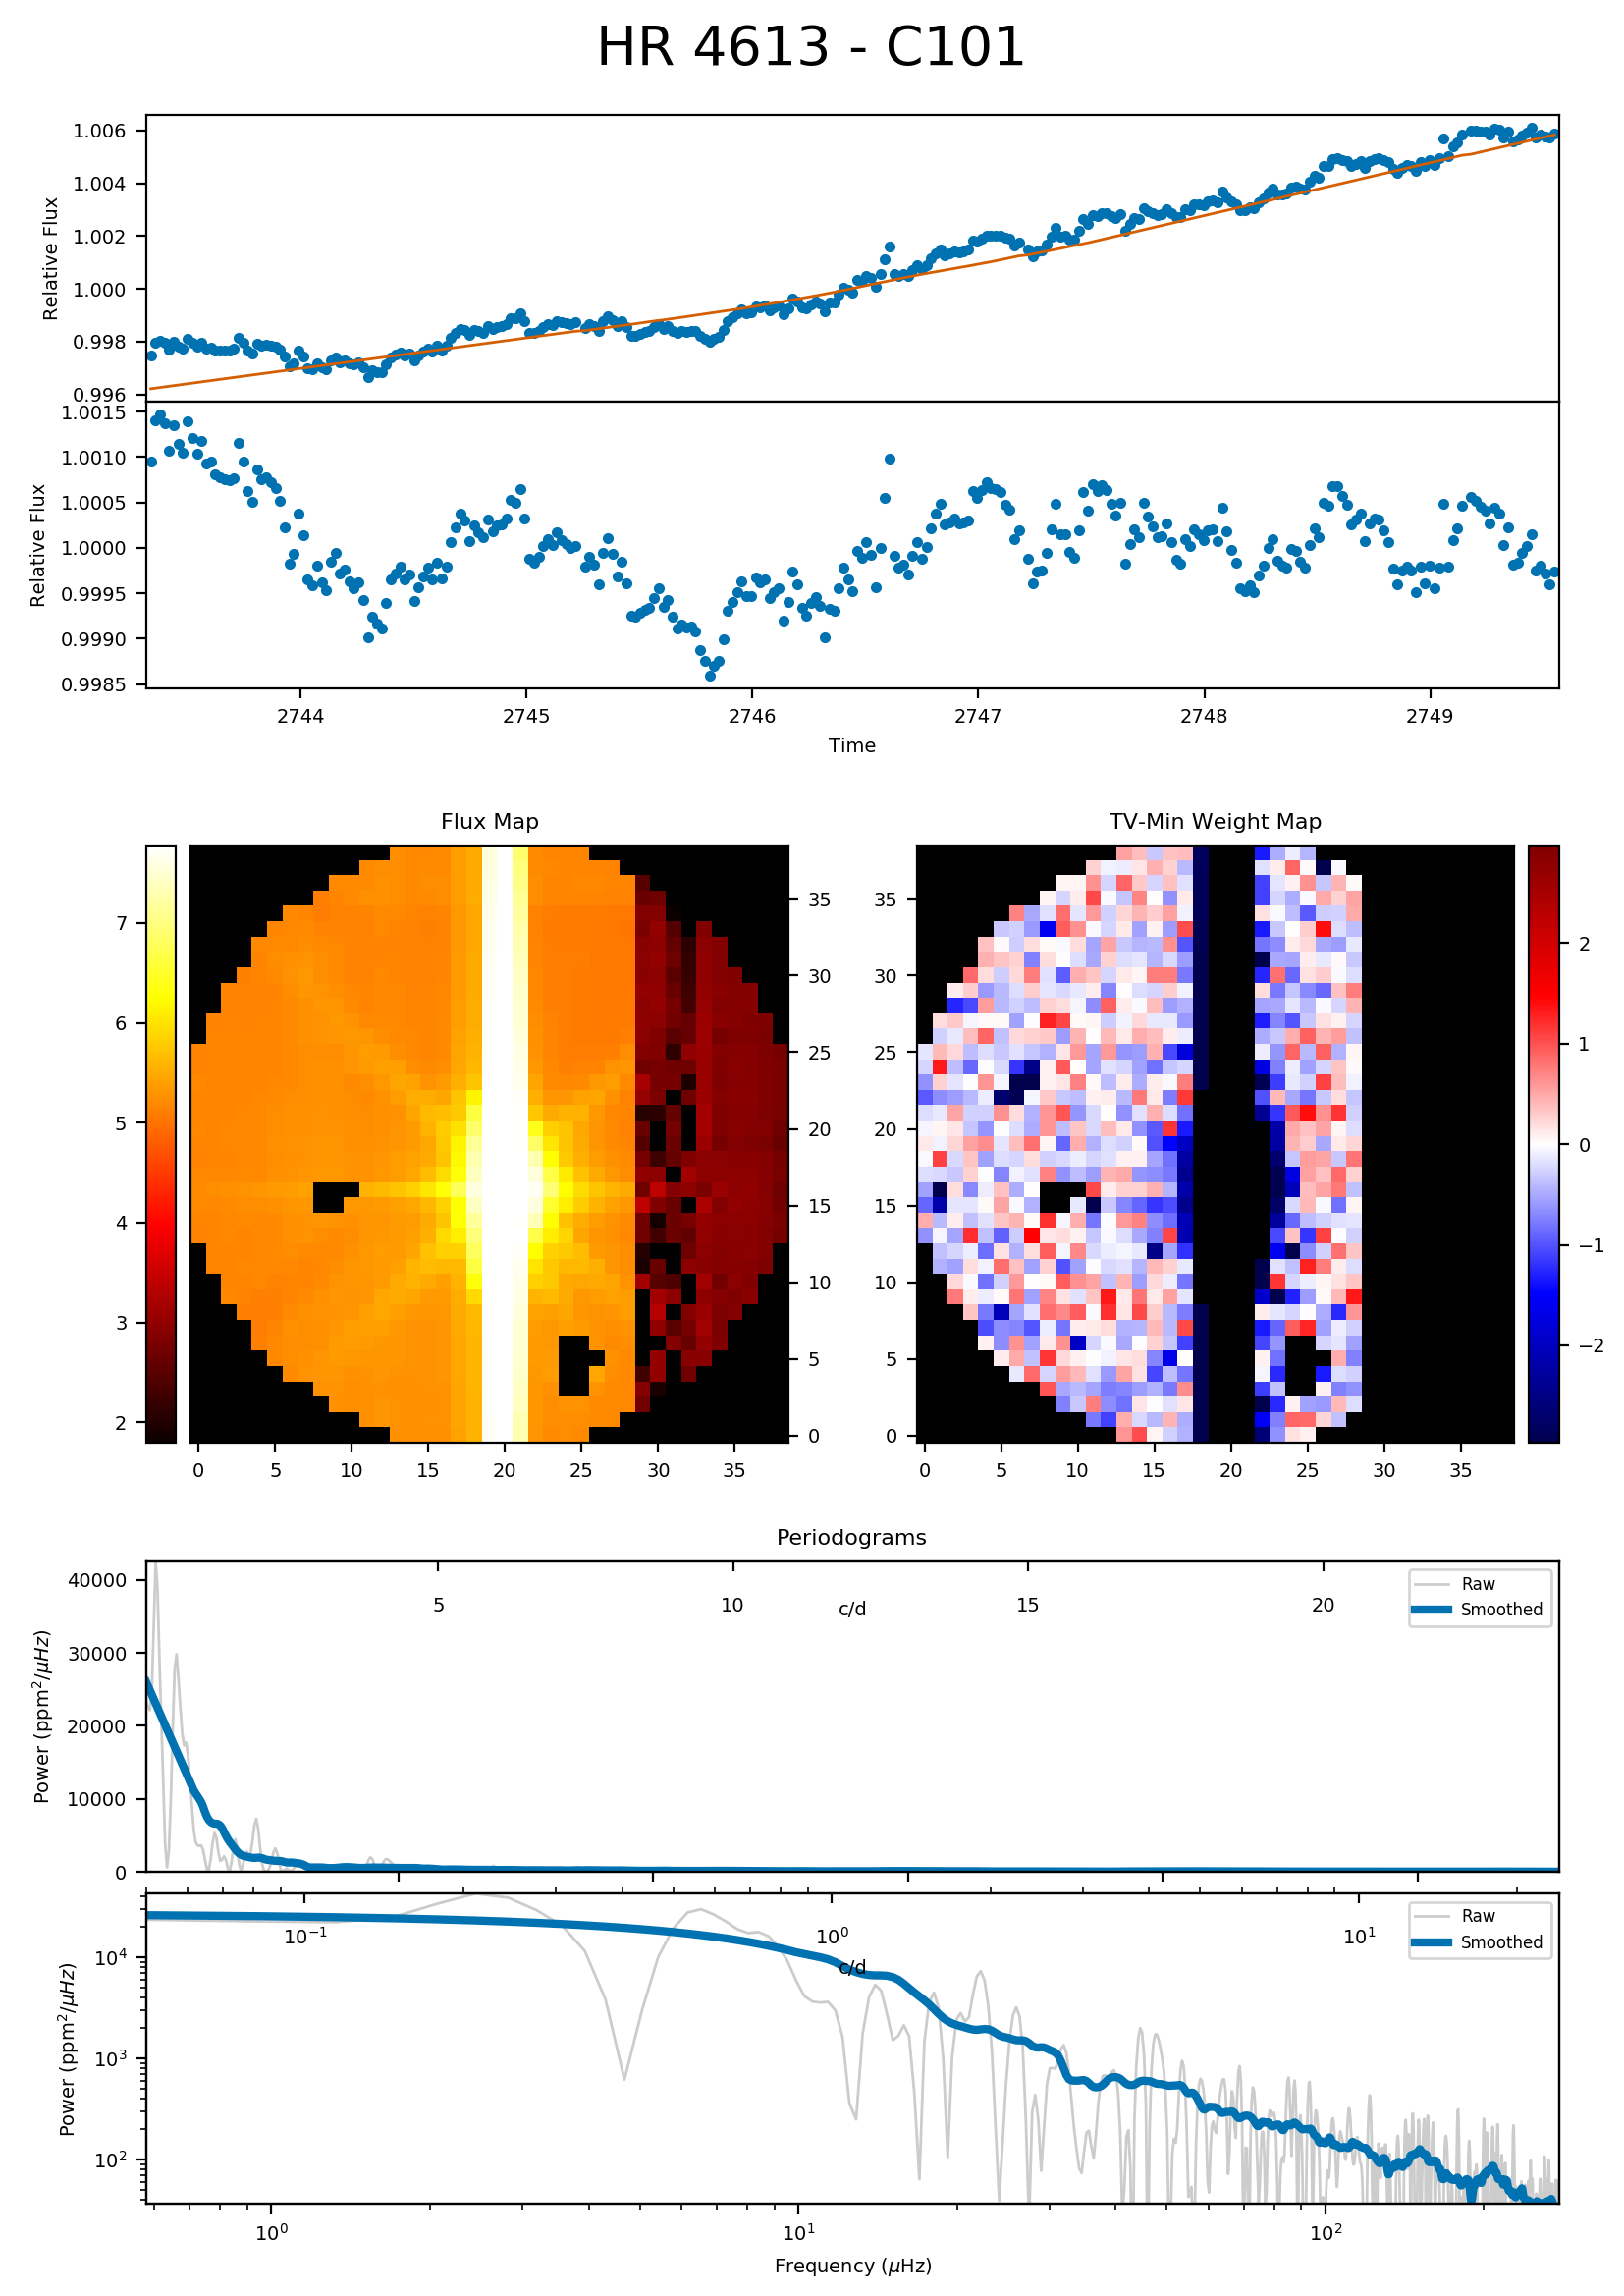 HR 4613 - C101
Relative Flux
1.006
1.004
1.002
1.000
0.998
0.996
Relative Flux
1.0015
1.0010
1.0005
1.0000
0.9995
0.9990
0.9985
2744 2745 2746 2747 2748 2749
Time
Flux Map
7
6
5
4
3
2
35
30
25
20
15
10
5
0
0 5 10 15 20 25 30 35
TV-Min Weight Map
35
30
25
20
15
10
5
0
0 5 10 15 20 25 30 35
2
1
0
−1
−2
Periodograms
Power (ppm²/μHz)
40000
30000
20000
10000
0
5 10 15 20
c/d
Raw
Smoothed
Power (ppm²/μHz)
10⁴
10³
10²
10⁻¹ 10⁰ 10¹
c/d
Raw
Smoothed
10⁰ 10¹ 10²
Frequency (μHz)